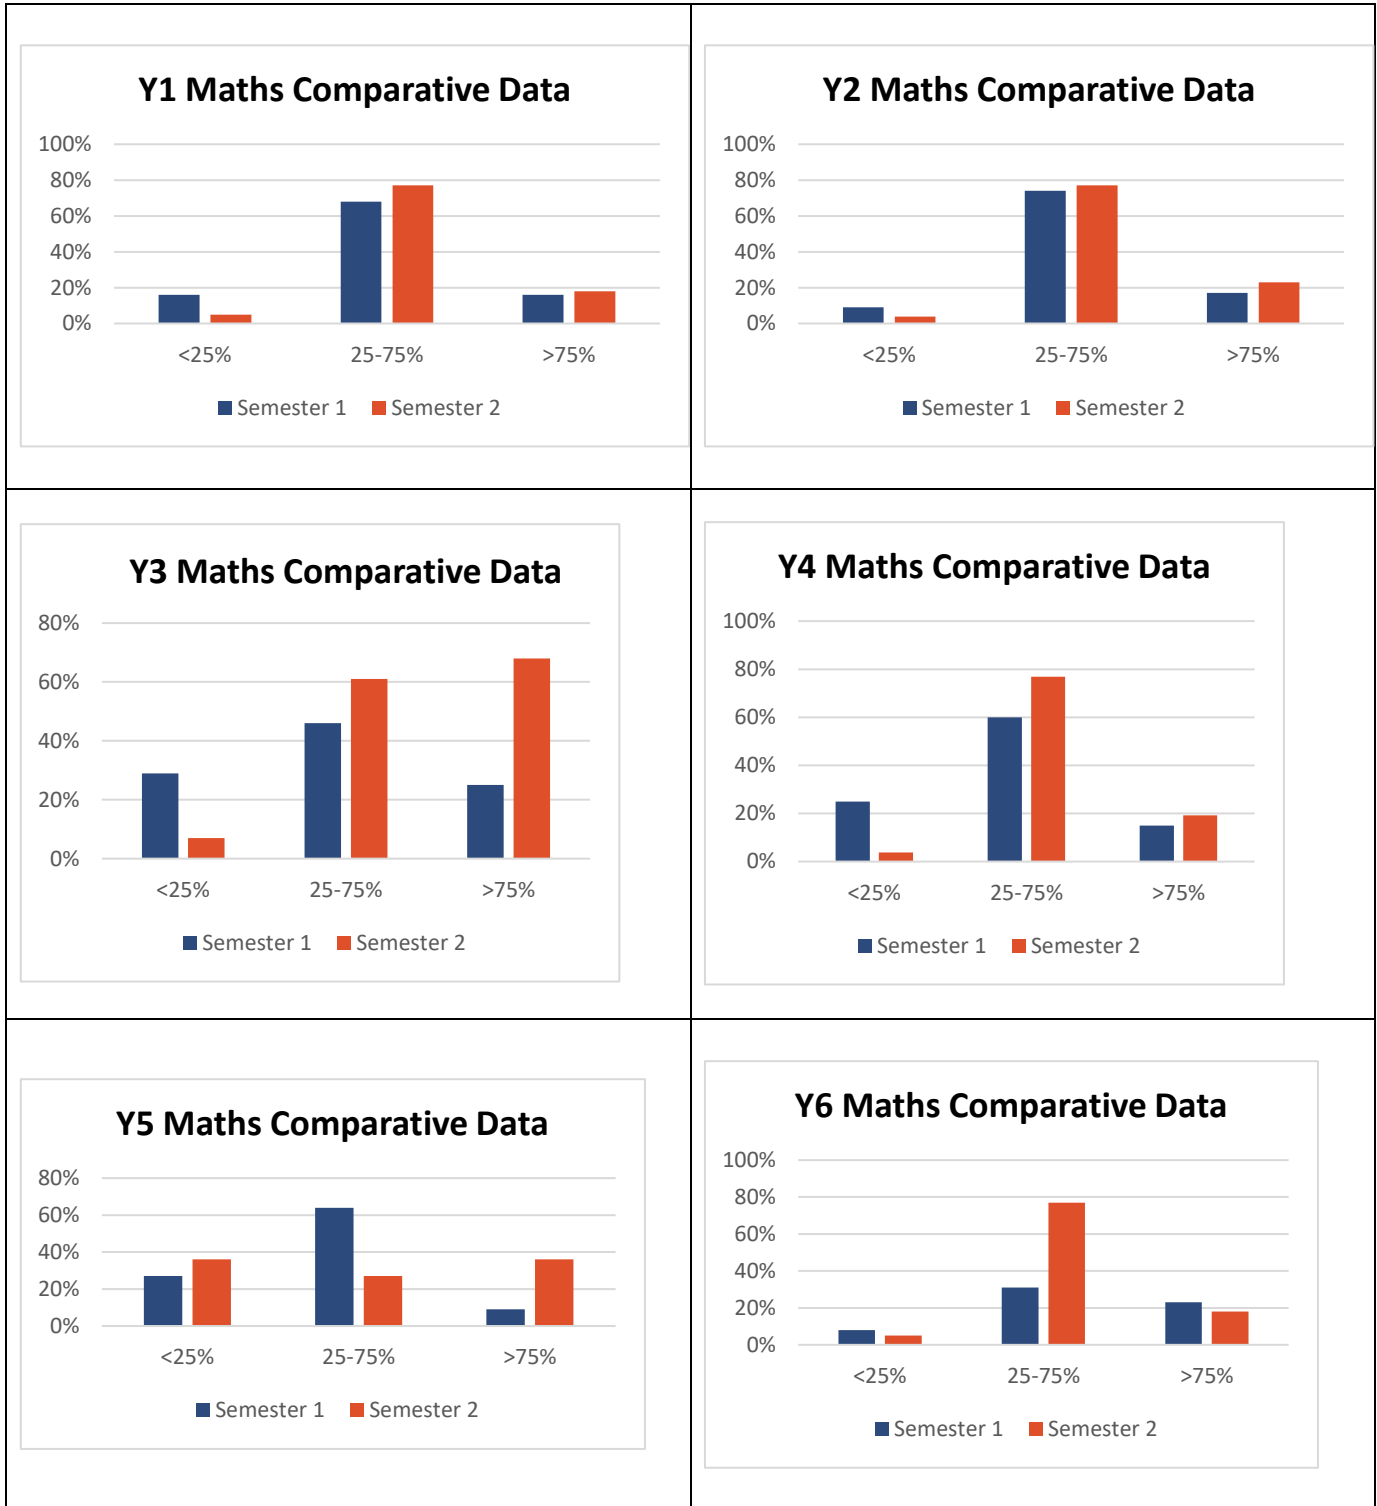 Y1 Maths Comparative Data
100%
80%
60%
40%
20%
0%
<25% 25-75% >75%
Semester 1 Semester 2
Y2 Maths Comparative Data
100%
80%
60%
40%
20%
0%
<25% 25-75% >75%
Semester 1 Semester 2
Y3 Maths Comparative Data
80%
60%
40%
20%
0%
<25% 25-75% >75%
Semester 1 Semester 2
Y4 Maths Comparative Data
100%
80%
60%
40%
20%
0%
<25% 25-75% >75%
Semester 1 Semester 2
Y5 Maths Comparative Data
80%
60%
40%
20%
0%
<25% 25-75% >75%
Semester 1 Semester 2
Y6 Maths Comparative Data
100%
80%
60%
40%
20%
0%
<25% 25-75% >75%
Semester 1 Semester 2